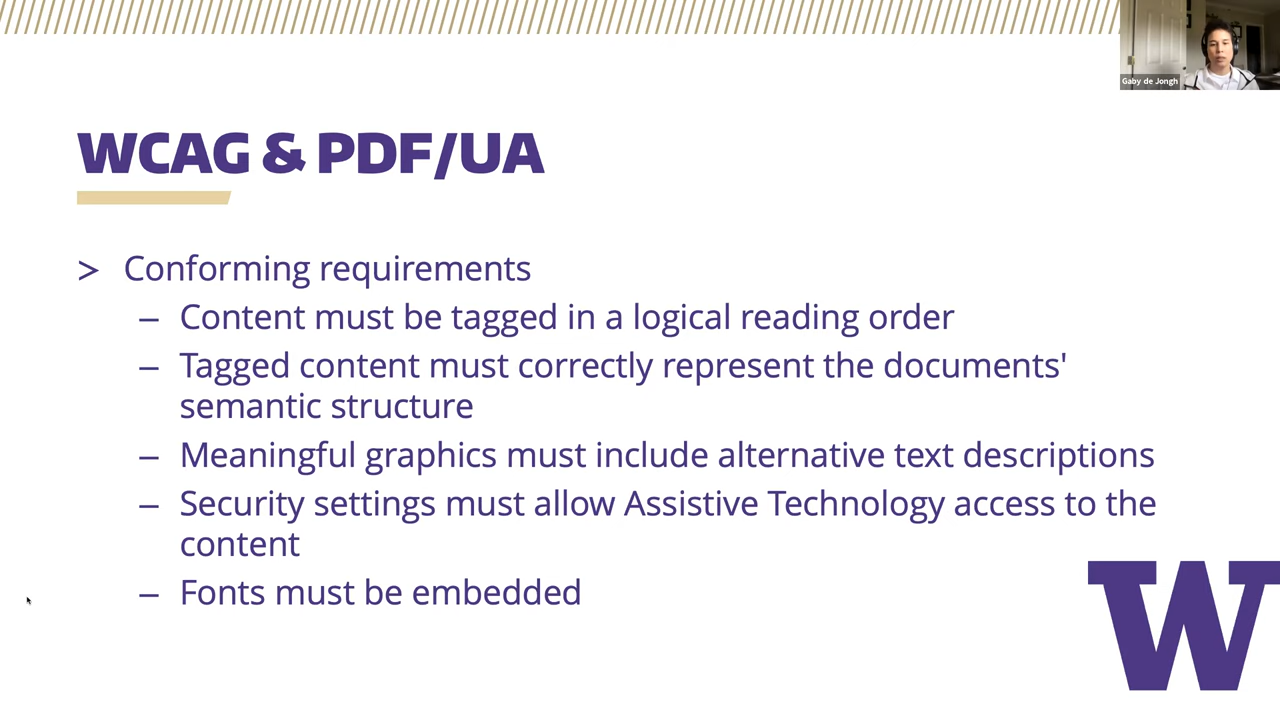 Gaby de Jongh
WCAG & PDF/UA
> Conforming requirements
– Content must be tagged in a logical reading order
– Tagged content must correctly represent the documents'
semantic structure
– Meaningful graphics must include alternative text descriptions
– Security settings must allow Assistive Technology access to the
content
– Fonts must be embedded
W